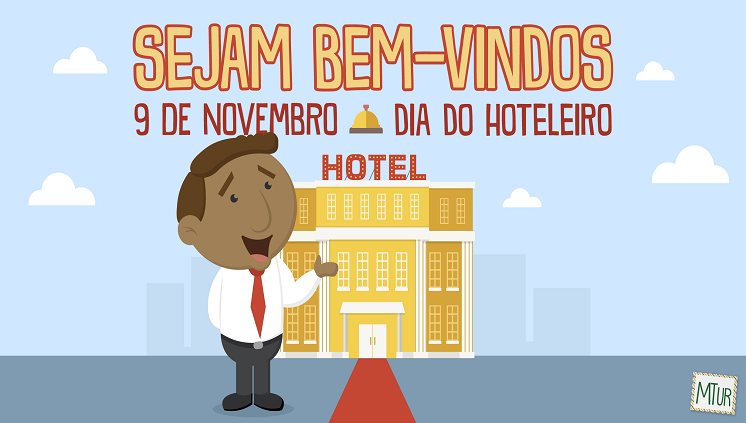 SEJAM BEM-VINDOS
9 DE NOVEMBRO DIA DO HOTELEIRO
HOTEL
MTUR